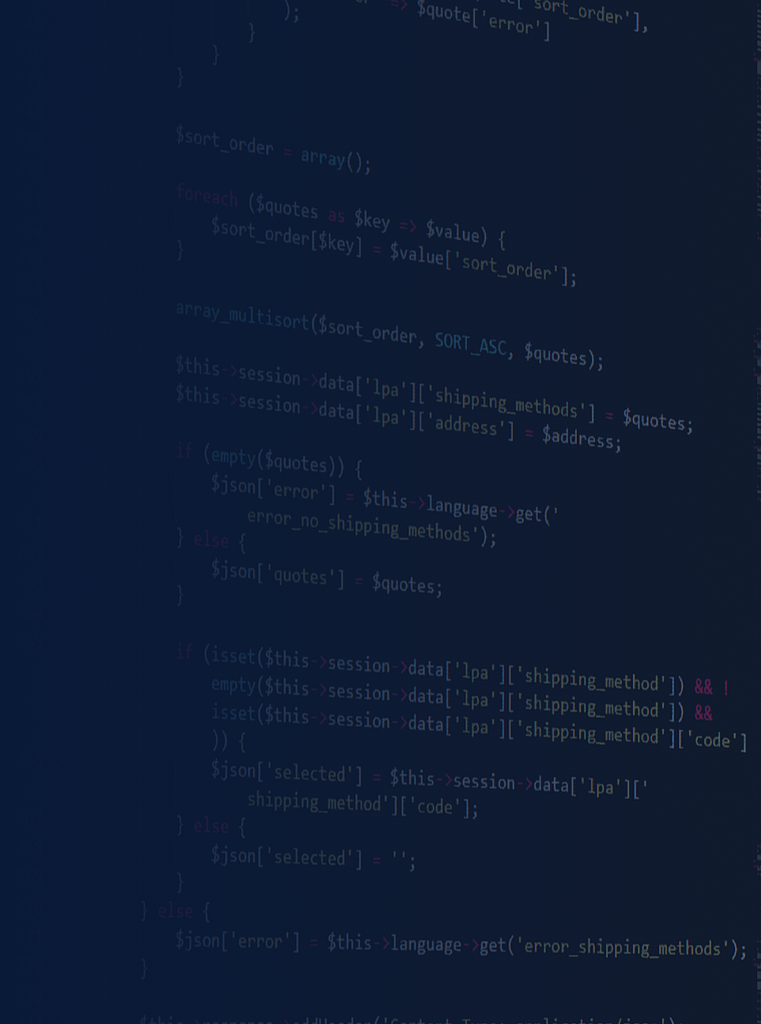 'sort_order'],
=> $quote['error']
);
}
}
}
$sort_order = array();
foreach ($quotes as $key => $value) {
$sort_order[$key] = $value['sort_order'];
}
array_multisort($sort_order, SORT_ASC, $quotes);
$this->session->data['lpa']['shipping_methods'] = $quotes;
$this->session->data['lpa']['address'] = $address;
if (empty($quotes)) {
$json['error'] = $this->language->get('
error_no_shipping_methods');
} else {
$json['quotes'] = $quotes;
}
if (isset($this->session->data['lpa']['shipping_method']) && !
empty($this->session->data['lpa']['shipping_method']) &&
isset($this->session->data['lpa']['shipping_method']['code']
)) {
$json['selected'] = $this->session->data['lpa']['
shipping_method']['code'];
} else {
$json['selected'] = '';
}
} else {
$json['error'] = $this->language->get('error_shipping_methods');
}